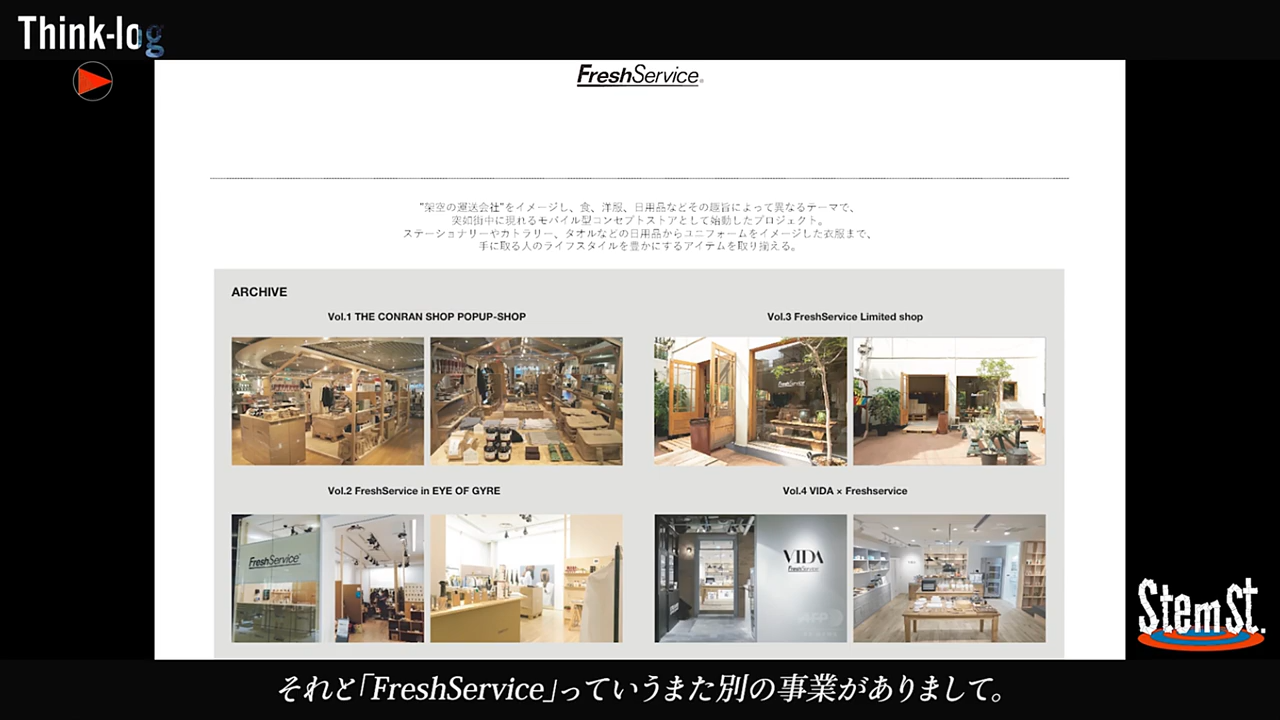 Think-log
FreshService
"架空の運送会社"をイメージし、食、洋服、日用品などその趣旨によって異なるテーマで、
突如街中に現れるモバイル型コンセプトストアとして始動したプロジェクト。
ステーショナリーやカトラリー、タオルなどの日用品からユニフォームをイメージした衣服まで、
手に取る人のライフスタイルを豊かにするアイテムを取り揃える。
ARCHIVE
Vol.1 THE CONRAN SHOP POPUP-SHOP
Vol.3 FreshService Limited shop
FreshService
Vol.2 FreshService in EYE OF GYRE
Vol.4 VIDA × Freshservice
FreshService
VIDA
FreshService
StemSt.
それと「FreshService」っていうまた別の事業がありまして。